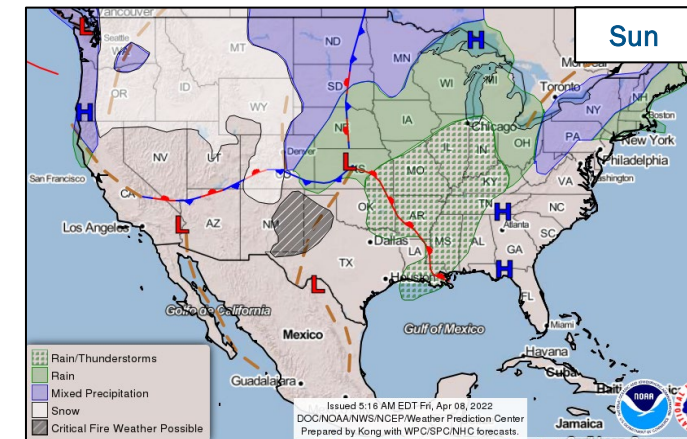 Sun
Vancouver
Seattle
WA
MT
ND
MN
OR
ID
SD
WI
MI
Toronto
NH
WY
IA
NY
Boston
Chicago
PA
New York
NV
UT
Denver
IL
IN
OH
Philadelphia
San Francisco
MO
KY
VA
CA
OK
TN
NC
Los Angeles
AZ
NM
AR
Atlanta
SC
Dallas
MS
AL
GA
TX
LA
Houston
FL
Golfo de California
Gulf of Mexico
Miami
Mexico
Havana
Cuba
Guadalajara
Jamaica
L
H
H
L
L
H
L
H
Rain/Thunderstorms
Rain
Mixed Precipitation
Snow
Critical Fire Weather Possible
Issued 5:16 AM EDT Fri, Apr 08, 2022
DOC/NOAA/NWS/NCEP/Weather Prediction Center
Prepared by Kong with WPC/SPC/NHC forecasts.
NOAA